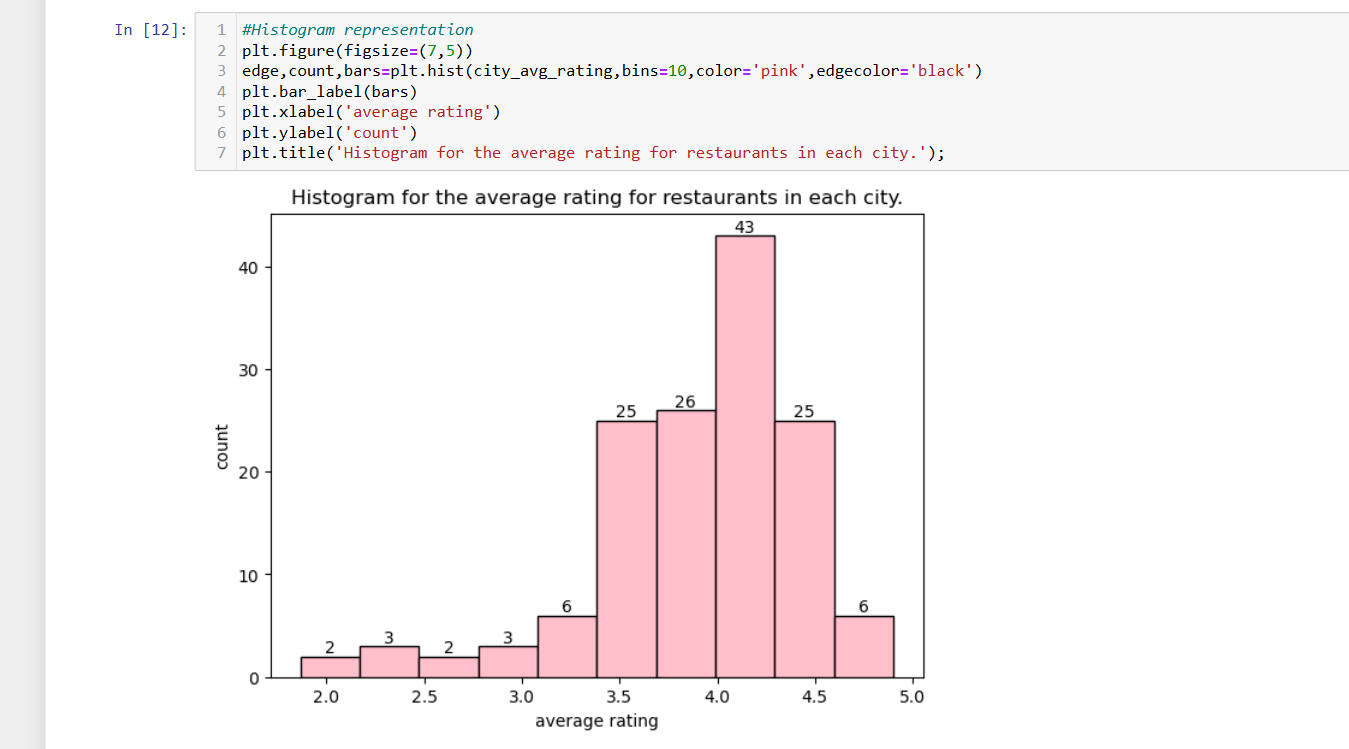 In [12]:
1 #Histogram representation
2 plt.figure(figsize=(7,5))
3 edge,count,bars=plt.hist(city_avg_rating,bins=10,color='pink',edgecolor='black')
4 plt.bar_label(bars)
5 plt.xlabel('average rating')
6 plt.ylabel('count')
7 plt.title('Histogram for the average rating for restaurants in each city.');
Histogram for the average rating for restaurants in each city.
43
40
30
25 26 25
count
20
10
6 6
2 3 2 3
0
2.0 2.5 3.0 3.5 4.0 4.5 5.0
average rating